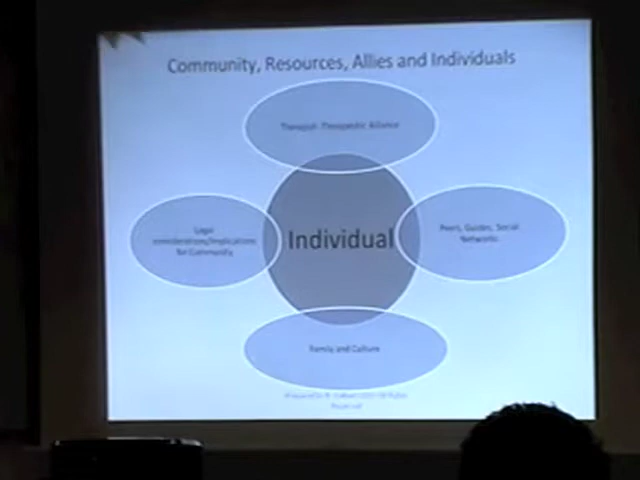 Community, Resources, Allies and Individuals
Therapist- Therapeutic Alliance
Individual
Legal
considerations/Implications
for Community
Peers, Guides, Social
Networks
Family and Culture